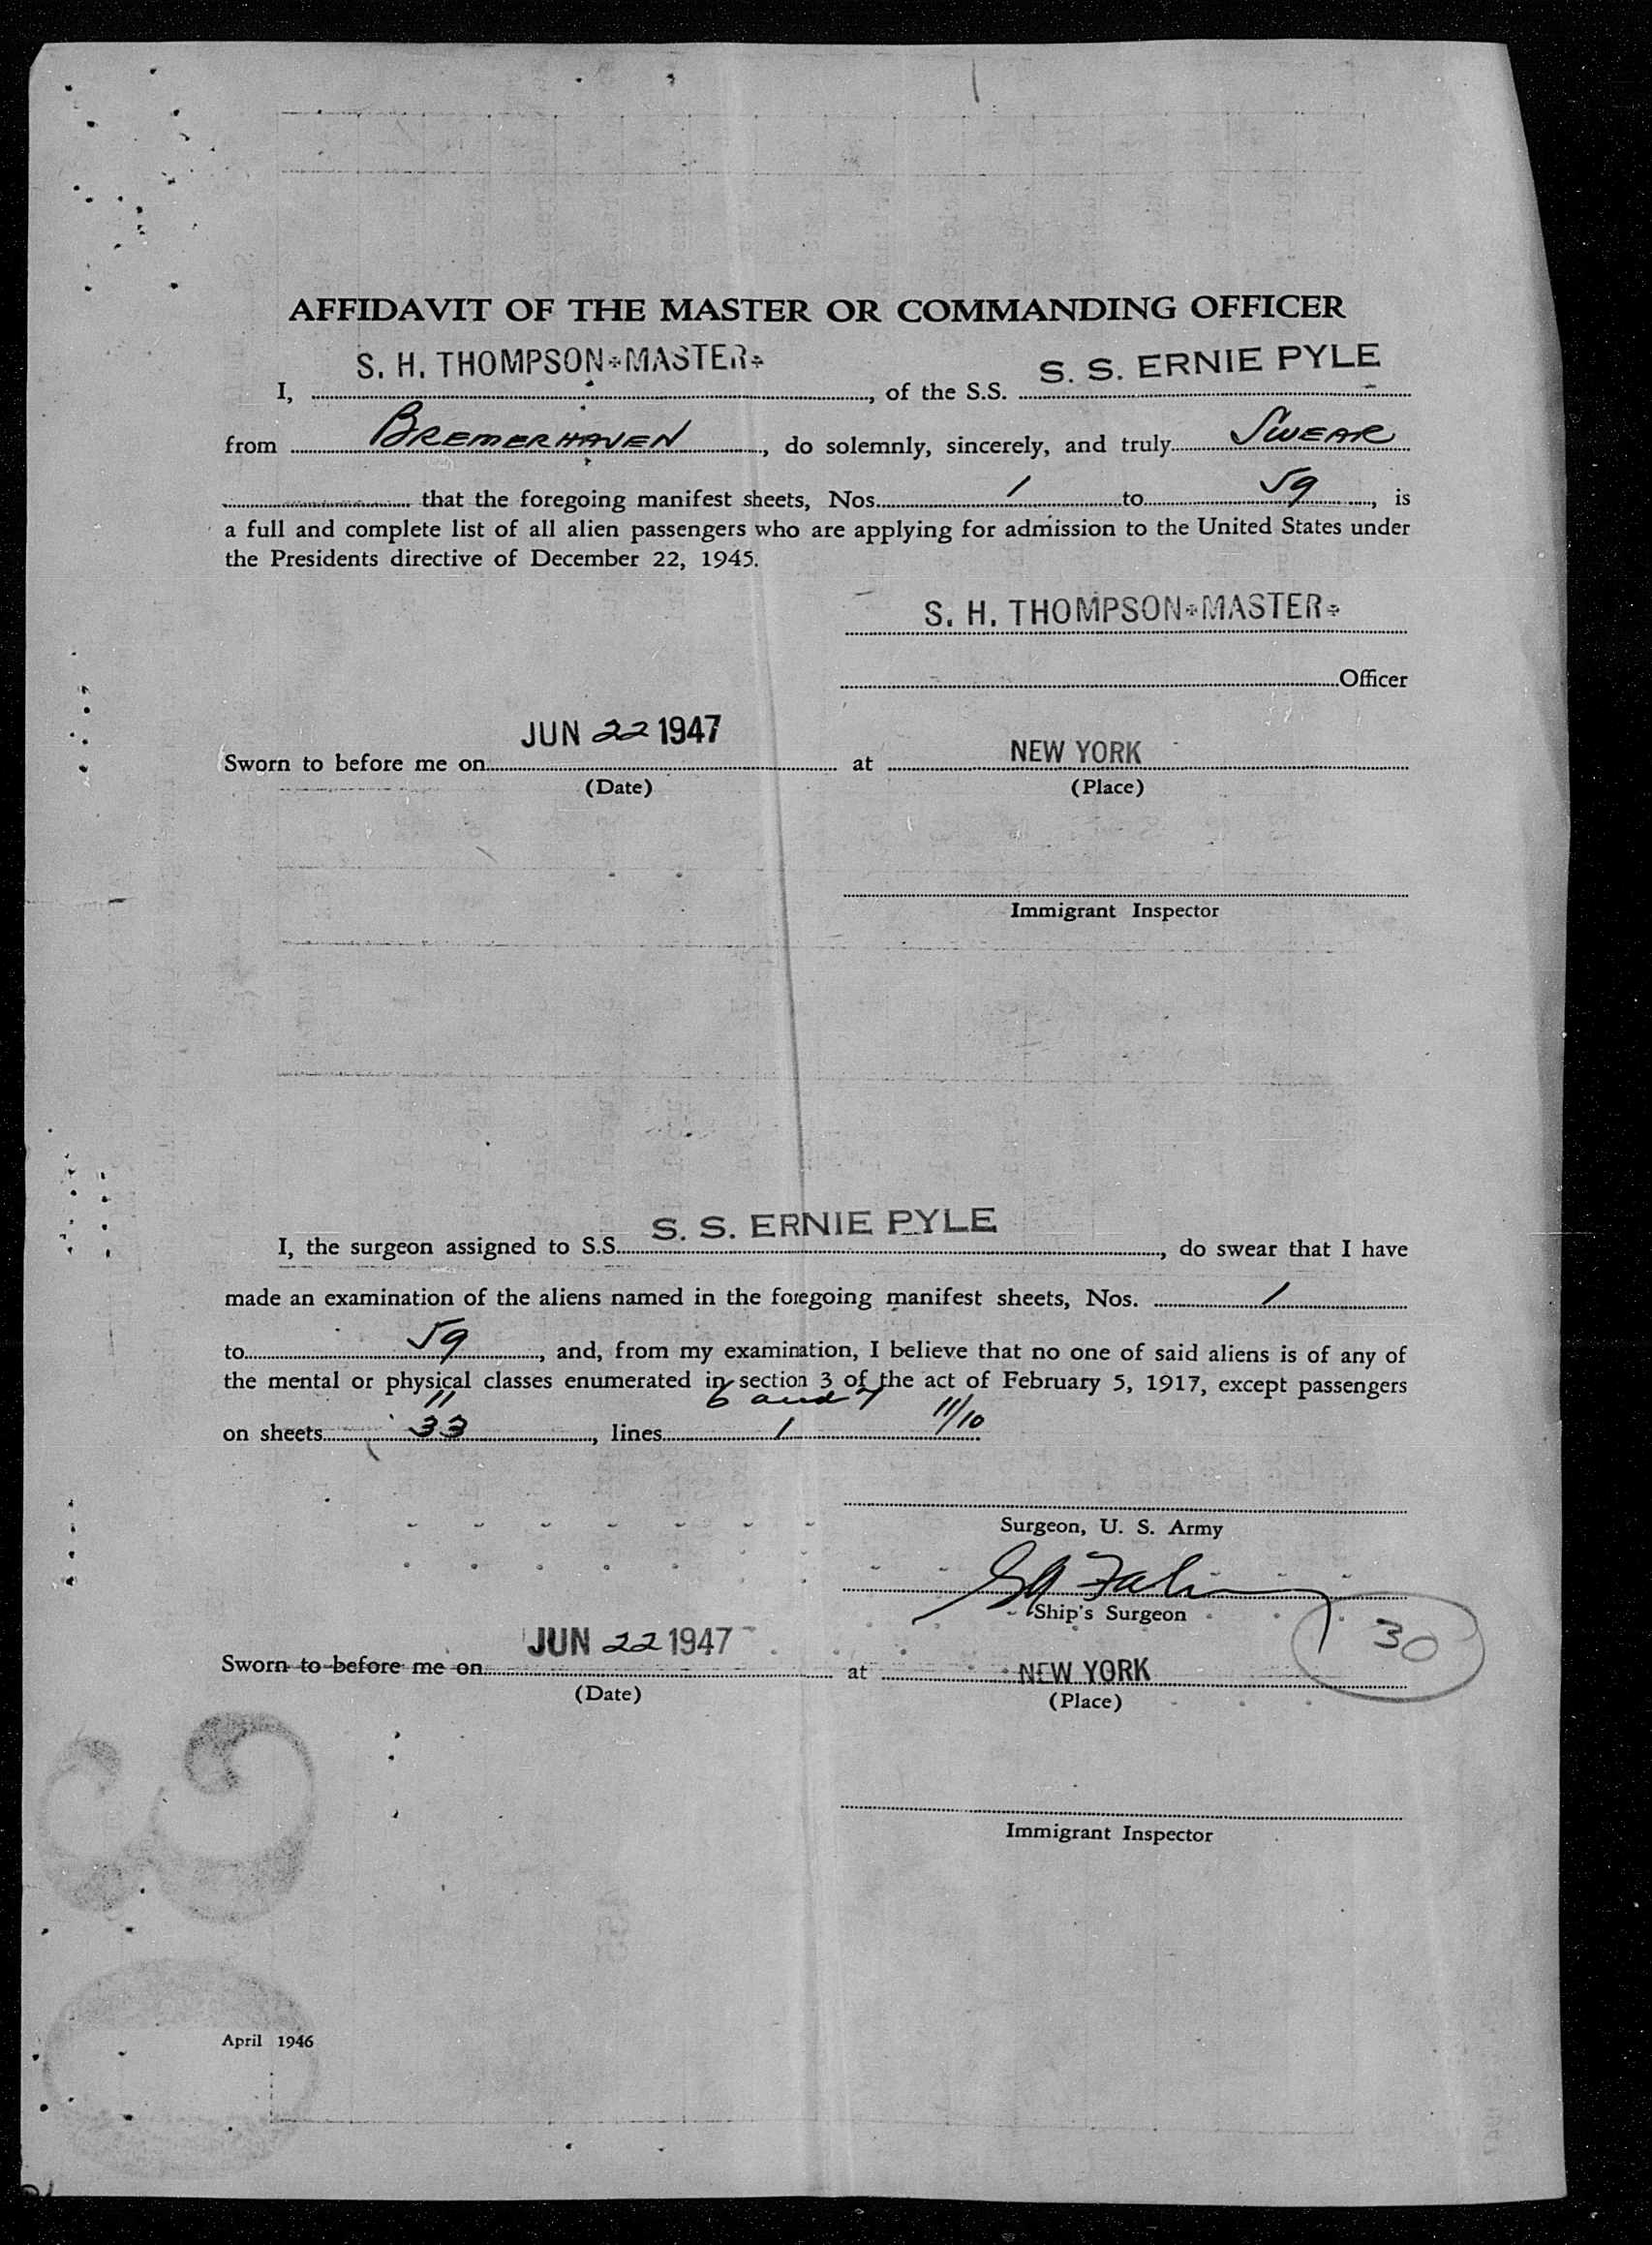 AFFIDAVIT OF THE MASTER OR COMMANDING OFFICER
S. H. THOMPSON MASTER S. S. ERNIE PYLE
I, , of the S.S.
from BREMERHAVEN, do solemnly, sincerely, and truly SWEAR
that the foregoing manifest sheets, Nos. 1 to 59, is
a full and complete list of all alien passengers who are applying for admission to the United States under
the Presidents directive of December 22, 1945.
S. H. THOMPSON MASTER
Officer
JUN 22 1947 NEW YORK
Sworn to before me on at
(Date) (Place)
Immigrant Inspector
S. S. ERNIE PYLE
I, the surgeon assigned to S.S. , do swear that I have
made an examination of the aliens named in the foregoing manifest sheets, Nos. 1
to 59, and, from my examination, I believe that no one of said aliens is of any of
the mental or physical classes enumerated in section 3 of the act of February 5, 1917, except passengers
11 6 and 7
on sheets 33, lines 1 11/10
Surgeon, U. S. Army
Ship's Surgeon
30
JUN 22 1947 NEW YORK
Sworn to before me on at
(Date) (Place)
Immigrant Inspector
30
April 1946